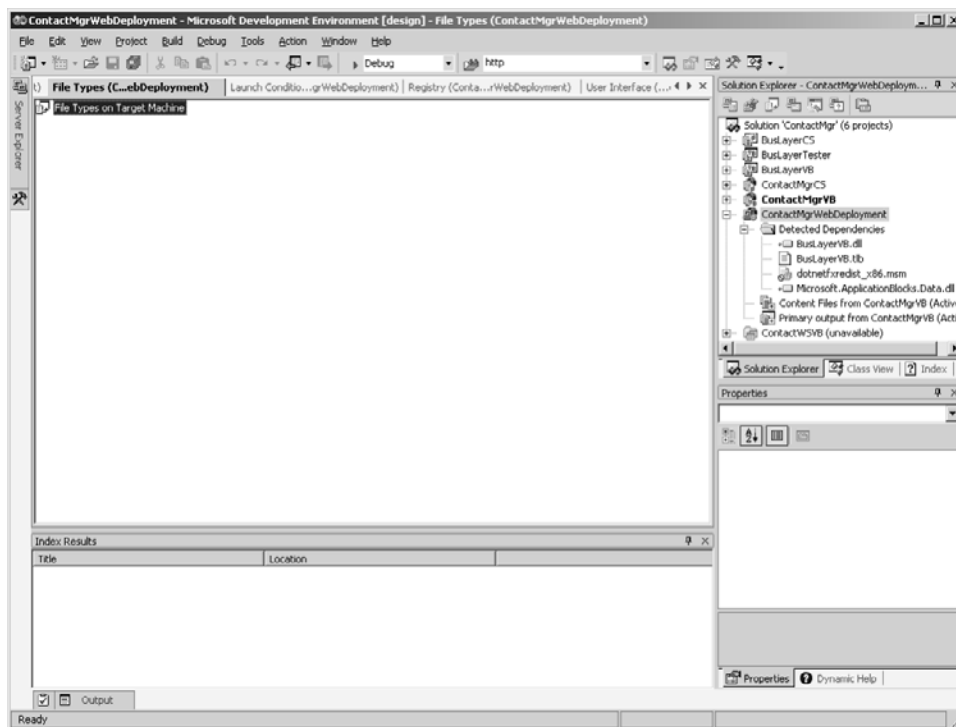 ContactMgrWebDeployment - Microsoft Development Environment [design] - File Types (ContactMgrWebDeployment)
File Edit View Project Build Debug Tools Action Window Help
Debug http
File Types (C...ebDeployment) Launch Conditio...grWebDeployment) Registry (Conta...rWebDeployment) User Interface (...
File Types on Target Machine
Server Explorer
Index Results
Title Location
Output
Ready
Solution Explorer - ContactMgrWebDeploym...
Solution 'ContactMgr' (6 projects)
BusLayerCS
BusLayerTester
BusLayerVB
ContactMgrCS
ContactMgrVB
ContactMgrWebDeployment
Detected Dependencies
BusLayerVB.dll
BusLayerVB.tlb
dotnetfxredist_x86.msm
Microsoft.ApplicationBlocks.Data.dll
Content Files from ContactMgrVB (Activ
Primary output from ContactMgrVB (Act
ContactWSVB (unavailable)
Solution Explorer Class View Index
Properties
Properties Dynamic Help